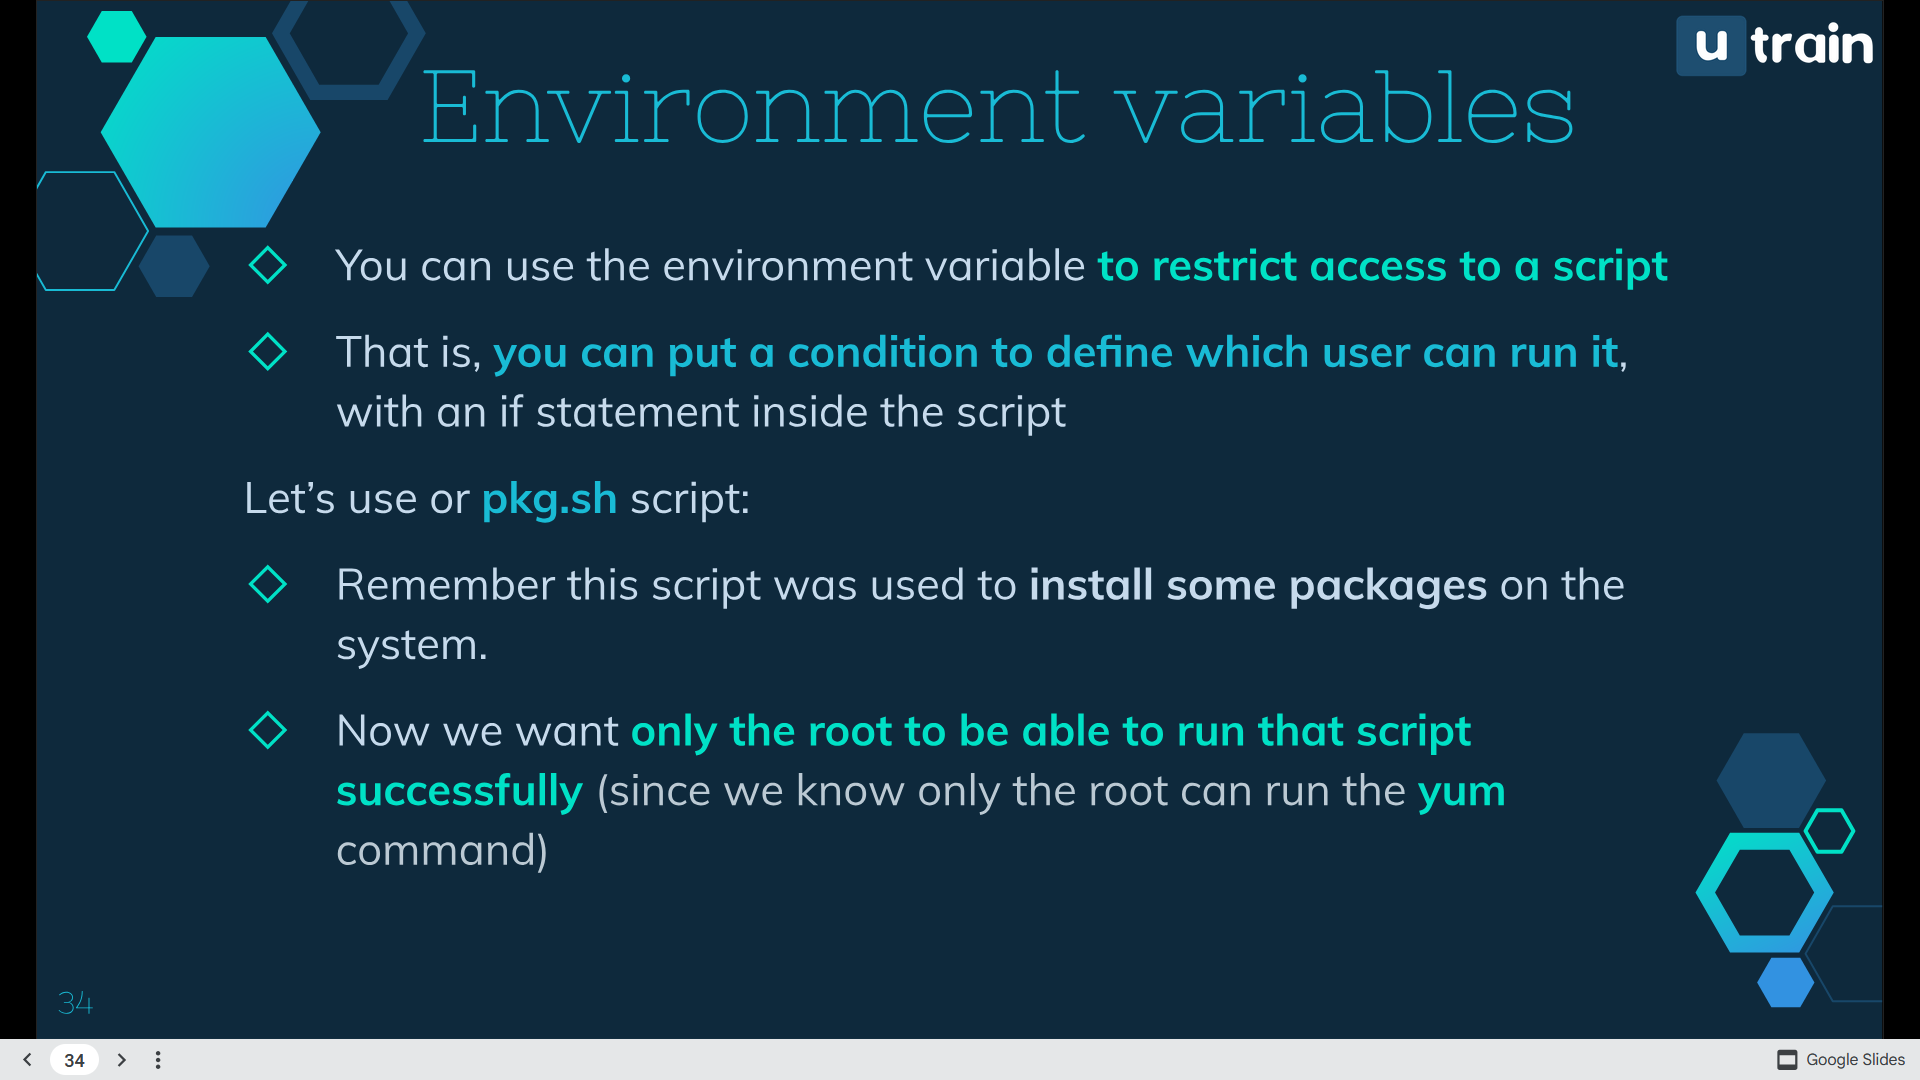 u train
Environment variables
You can use the environment variable to restrict access to a script
That is, you can put a condition to define which user can run it,
with an if statement inside the script
Let’s use or pkg.sh script:
Remember this script was used to install some packages on the
system.
Now we want only the root to be able to run that script
successfully (since we know only the root can run the yum
command)
34
34
Google Slides